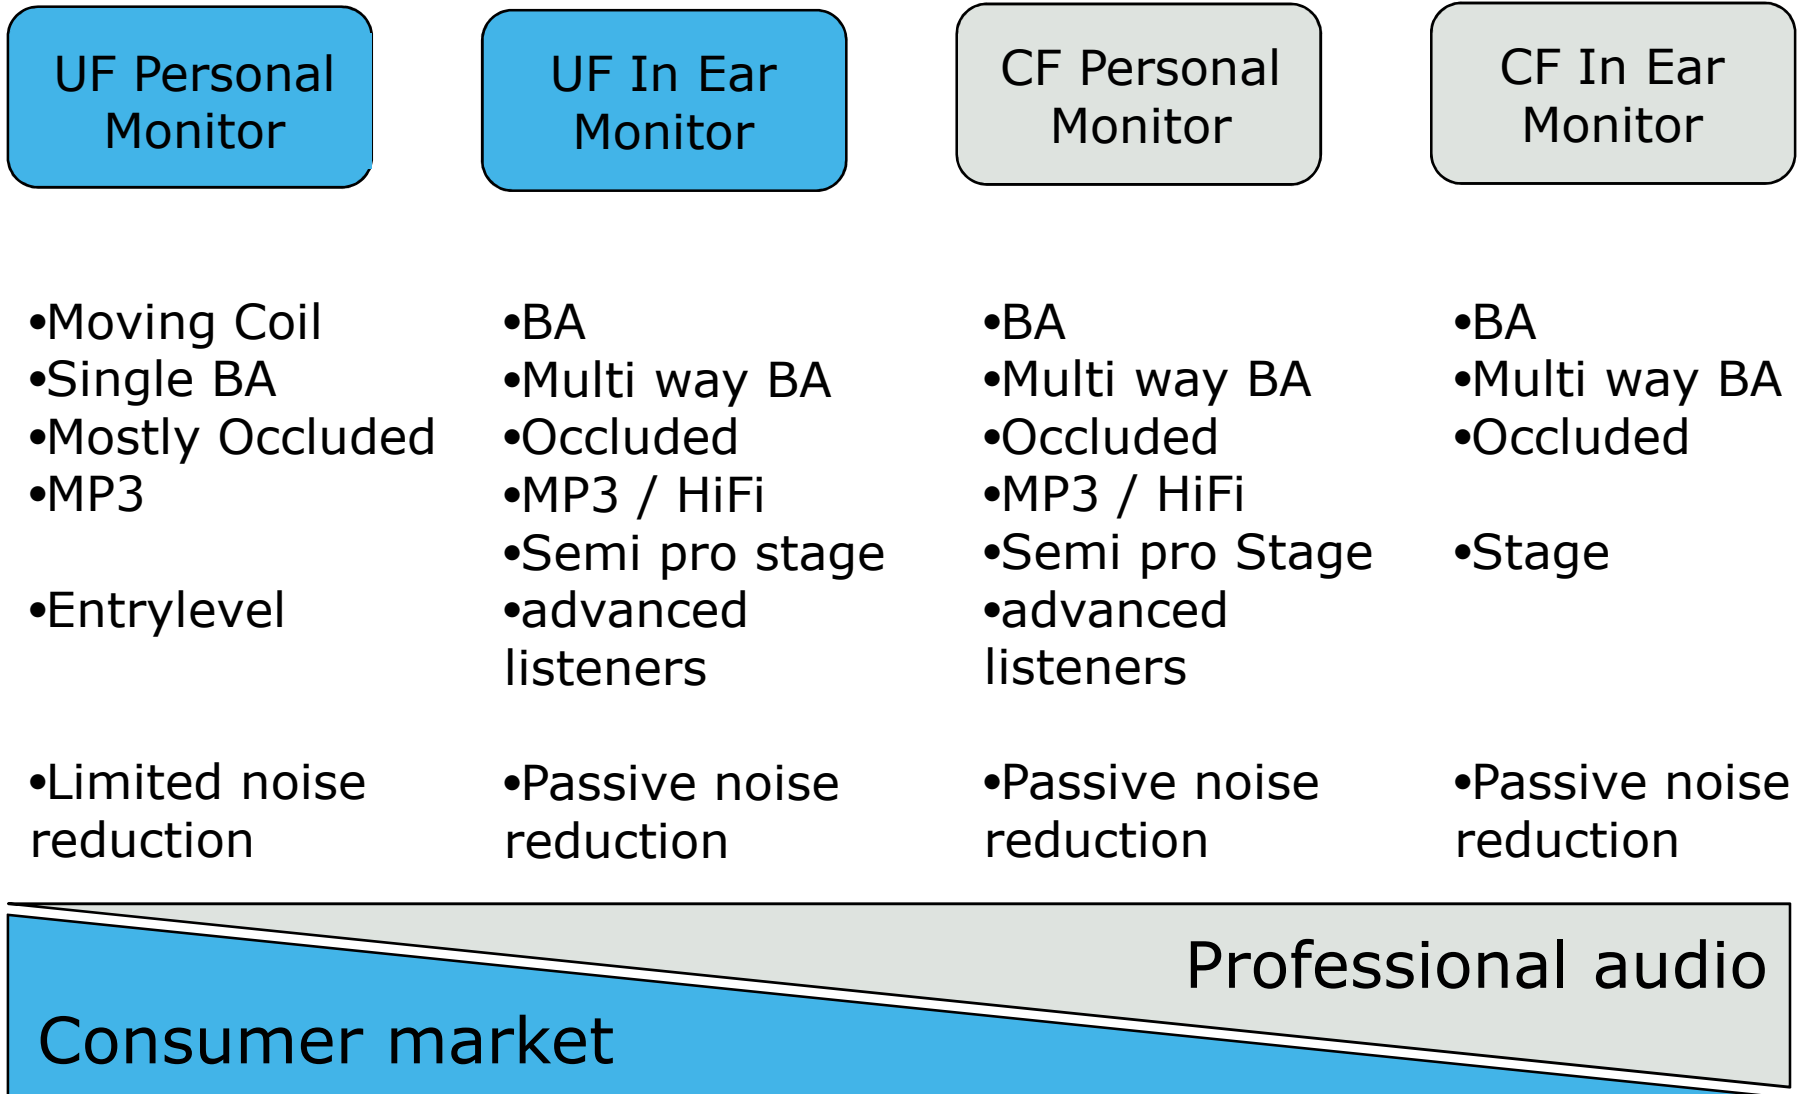 UF Personal
Monitor
UF In Ear
Monitor
CF Personal
Monitor
CF In Ear
Monitor
•Moving Coil
•Single BA
•Mostly Occluded
•MP3
•Entrylevel
•Limited noise
reduction
•BA
•Multi way BA
•Occluded
•MP3 / HiFi
•Semi pro stage
•advanced
listeners
•Passive noise
reduction
•BA
•Multi way BA
•Occluded
•MP3 / HiFi
•Semi pro Stage
•advanced
listeners
•Passive noise
reduction
•BA
•Multi way BA
•Occluded
•Stage
•Passive noise
reduction
Professional audio
Consumer market